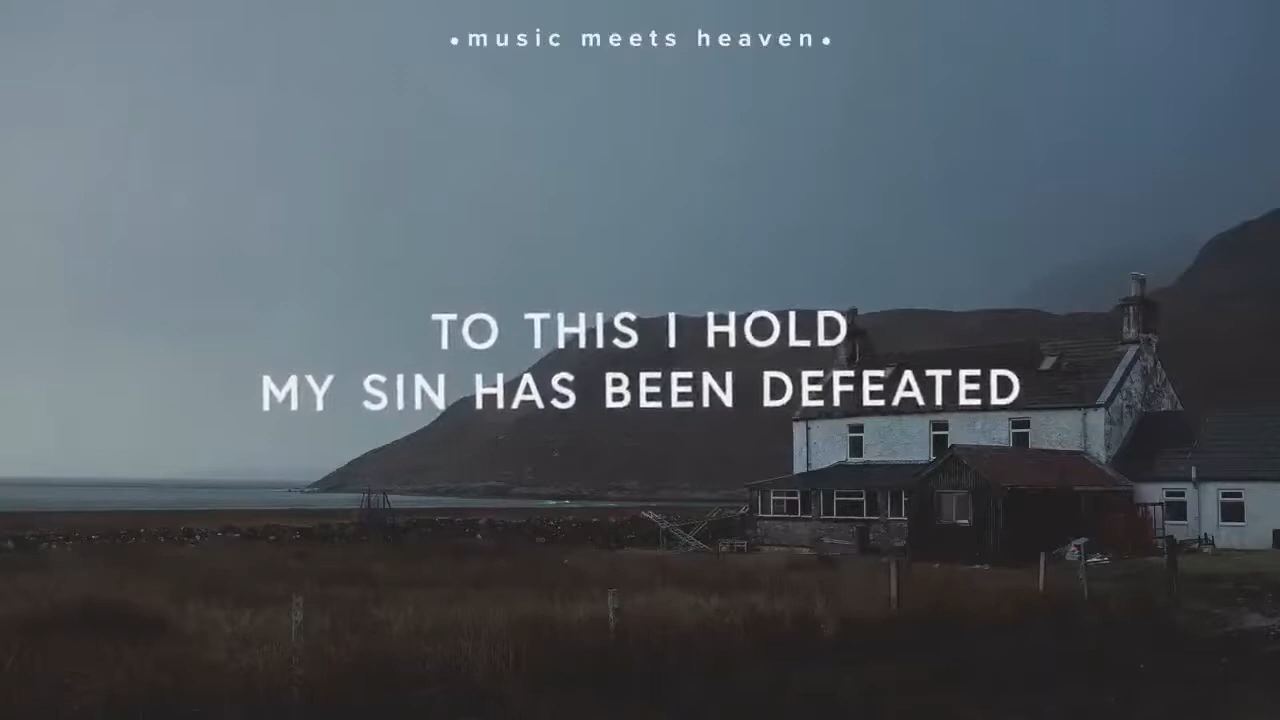 •music meets heaven•
TO THIS I HOLD
MY SIN HAS BEEN DEFEATED